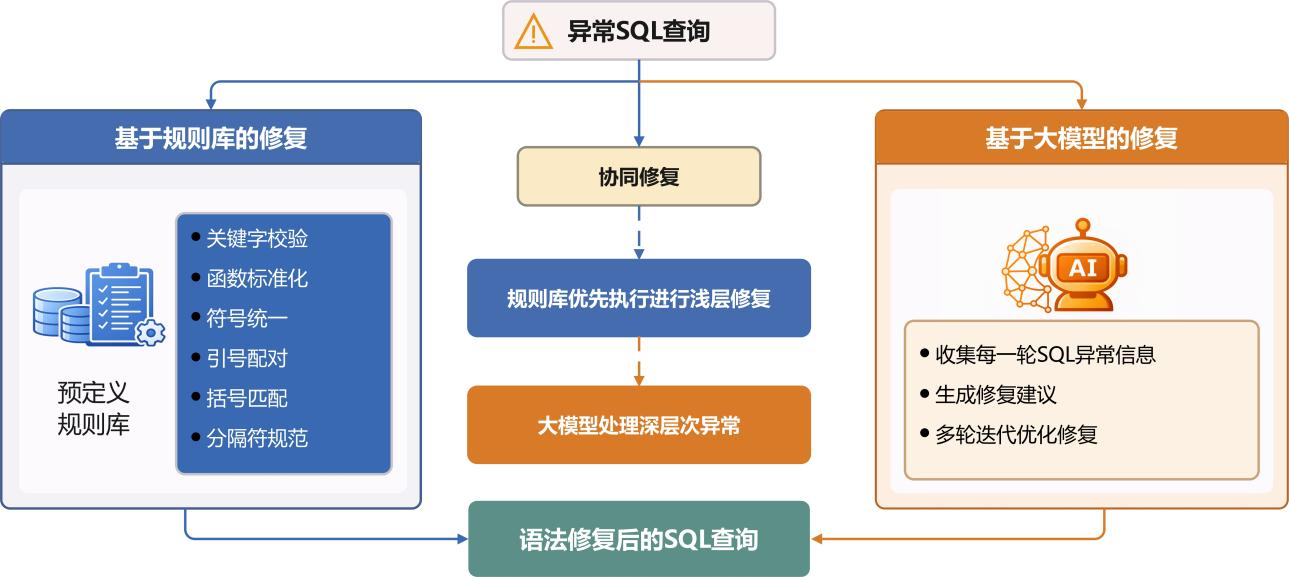 异常SQL查询
基于规则库的修复
预定义
规则库
● 关键字校验
● 函数标准化
● 符号统一
● 引号配对
● 括号匹配
● 分隔符规范
协同修复
规则库优先执行进行浅层修复
大模型处理深层次异常
基于大模型的修复
AI
● 收集每一轮SQL异常信息
● 生成修复建议
● 多轮迭代优化修复
语法修复后的SQL查询